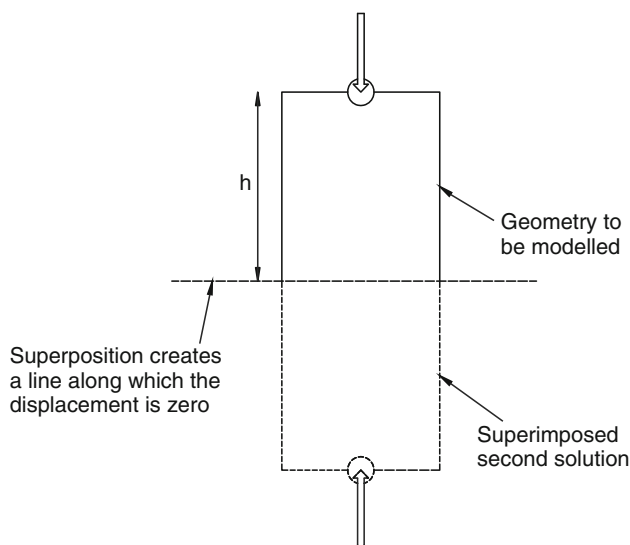 h
Geometry to
be modelled
Superposition creates
a line along which the
displacement is zero
Superimposed
second solution